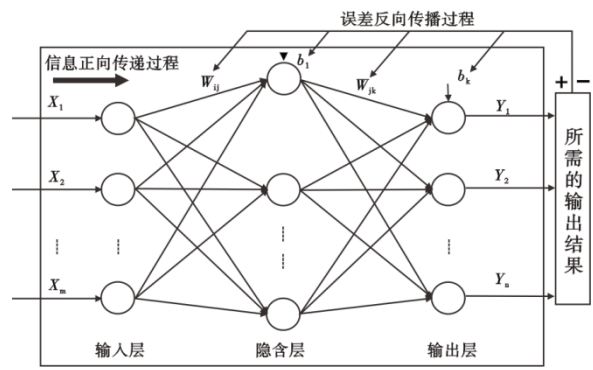 误差反向传播过程
信息正向传递过程
W_ij
b_1
W_jk
b_k
+ −
X_1
Y_1
X_2
Y_2
X_m
Y_n
所需的输出结果
输入层
隐含层
输出层